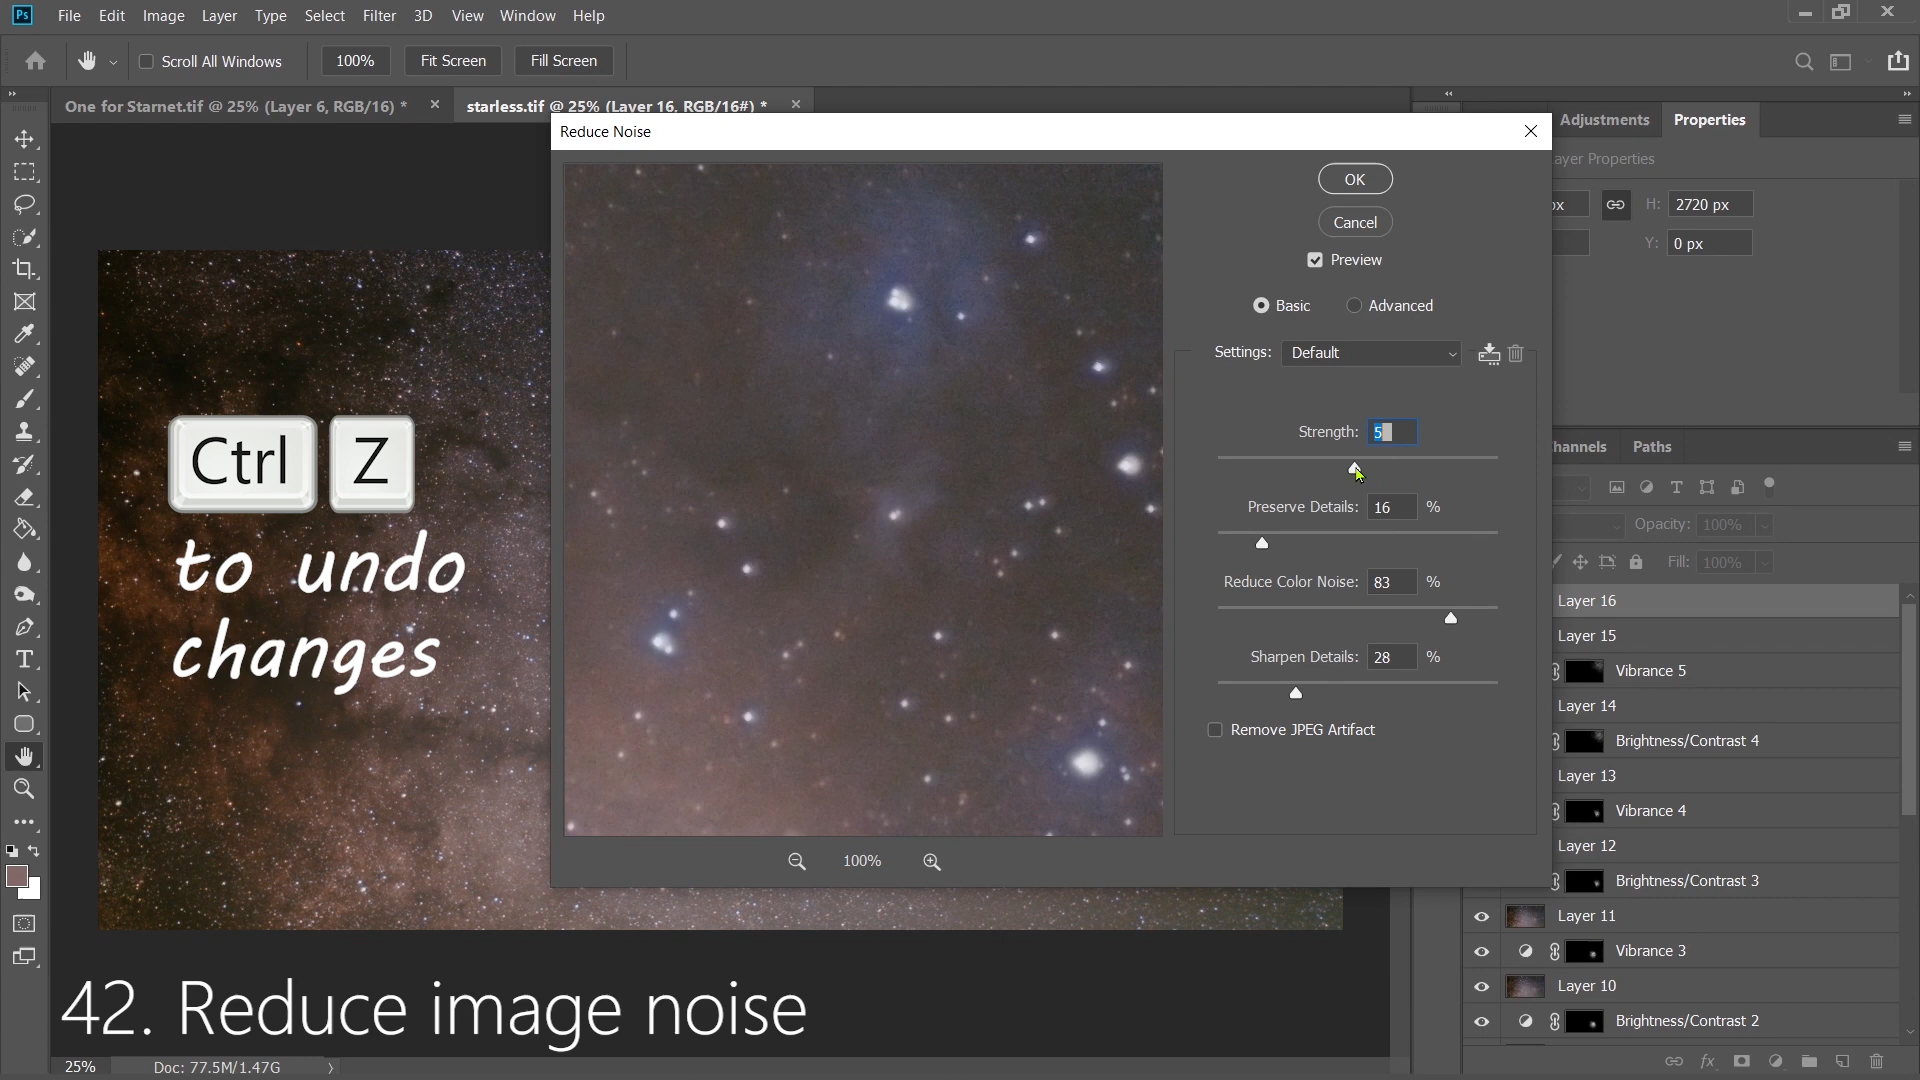 Ps File Edit Image Layer Type Select Filter 3D View Window Help
Scroll All Windows 100% Fit Screen Fill Screen
One for Starnet.tif @ 25% (Layer 6, RGB/16) * starless.tif @ 25% (Layer 16, RGB/16#) *
Reduce Noise
OK
Cancel
Preview
Basic Advanced
Settings: Default
Strength: 5
Preserve Details: 16 %
Reduce Color Noise: 83 %
Sharpen Details: 28 %
Remove JPEG Artifact
100%
Adjustments Properties
ayer Properties
px H: 2720 px
Y: 0 px
hannels Paths
Opacity: 100%
Fill: 100%
Layer 16
Layer 15
Vibrance 5
Layer 14
Brightness/Contrast 4
Layer 13
Vibrance 4
Layer 12
Brightness/Contrast 3
Layer 11
Vibrance 3
Layer 10
Brightness/Contrast 2
fx
Ctrl Z
to undo
changes
42. Reduce image noise
25% Doc: 77.5M/1.47G